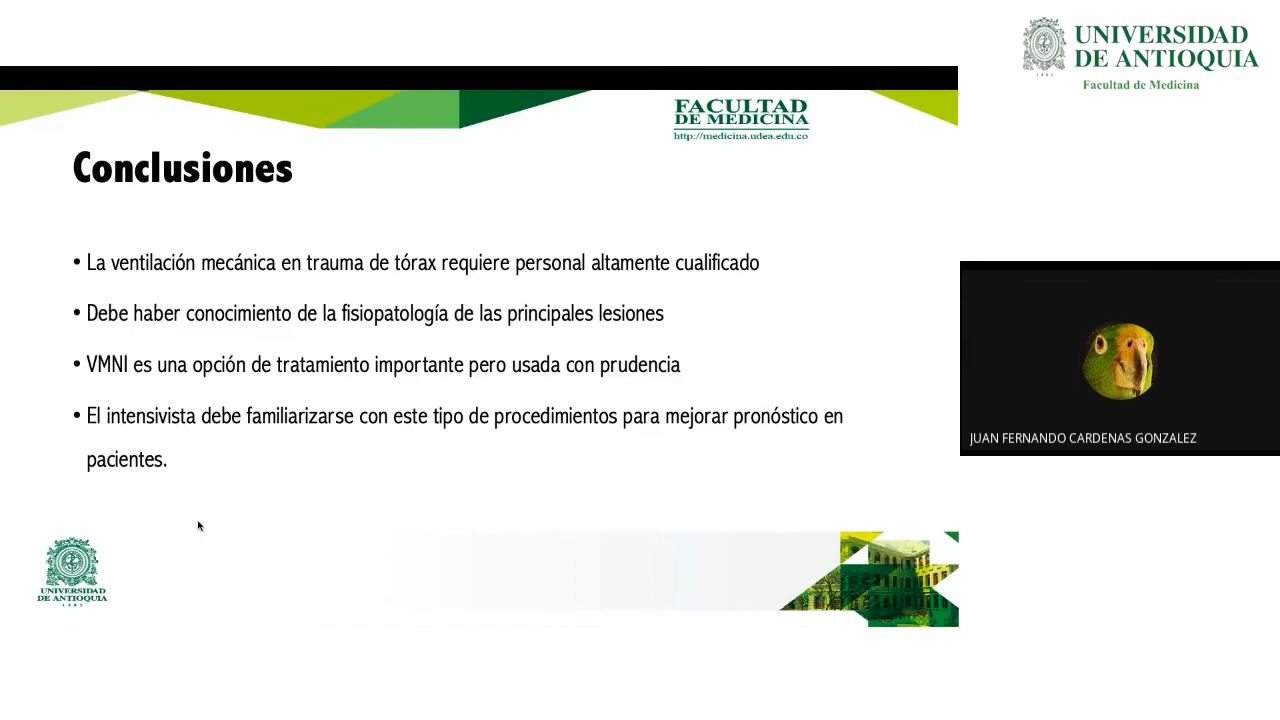 UNIVERSIDAD
DE ANTIOQUIA
1803
Facultad de Medicina
FACULTAD
DE MEDICINA
http://medicina.udea.edu.co
Conclusiones
• La ventilación mecánica en trauma de tórax requiere personal altamente cualificado
• Debe haber conocimiento de la fisiopatología de las principales lesiones
• VMNI es una opción de tratamiento importante pero usada con prudencia
• El intensivista debe familiarizarse con este tipo de procedimientos para mejorar pronóstico en
pacientes.
JUAN FERNANDO CARDENAS GONZALEZ
UNIVERSIDAD
DE ANTIOQUIA
1803